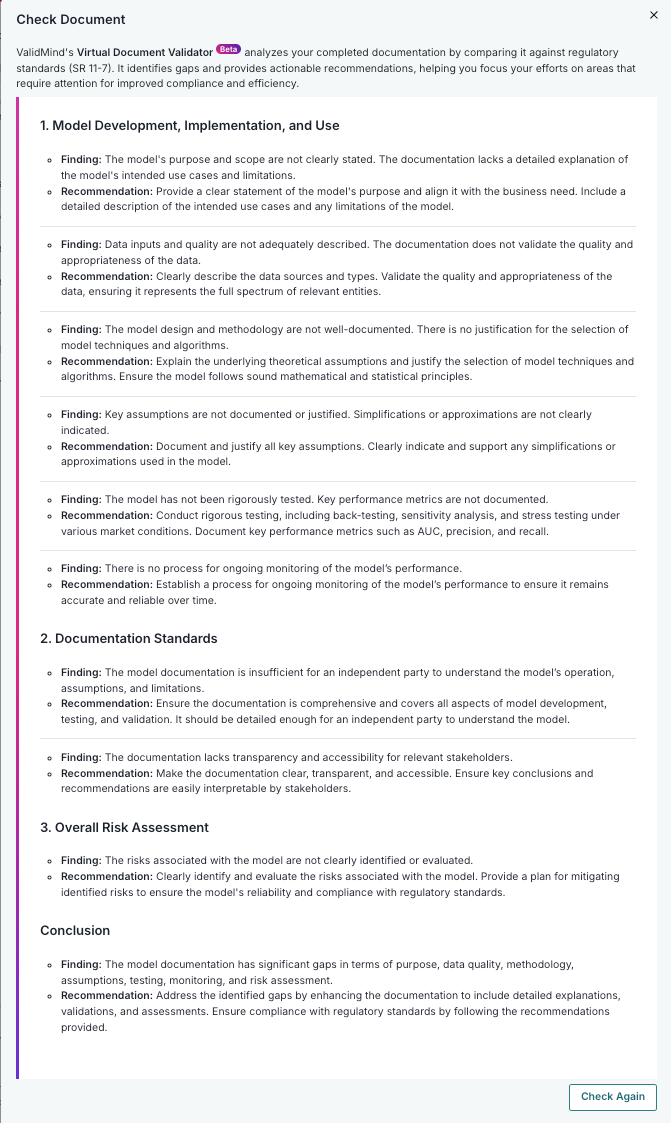 Check Document
×
ValidMind's Virtual Document Validator Beta analyzes your completed documentation by comparing it against regulatory
standards (SR 11-7). It identifies gaps and provides actionable recommendations, helping you focus your efforts on areas that
require attention for improved compliance and efficiency.
1. Model Development, Implementation, and Use
Finding: The model's purpose and scope are not clearly stated. The documentation lacks a detailed explanation of
the model's intended use cases and limitations.
Recommendation: Provide a clear statement of the model's purpose and align it with the business need. Include a
detailed description of the intended use cases and any limitations of the model.
Finding: Data inputs and quality are not adequately described. The documentation does not validate the quality and
appropriateness of the data.
Recommendation: Clearly describe the data sources and types. Validate the quality and appropriateness of the
data, ensuring it represents the full spectrum of relevant entities.
Finding: The model design and methodology are not well-documented. There is no justification for the selection of
model techniques and algorithms.
Recommendation: Explain the underlying theoretical assumptions and justify the selection of model techniques and
algorithms. Ensure the model follows sound mathematical and statistical principles.
Finding: Key assumptions are not documented or justified. Simplifications or approximations are not clearly
indicated.
Recommendation: Document and justify all key assumptions. Clearly indicate and support any simplifications or
approximations used in the model.
Finding: The model has not been rigorously tested. Key performance metrics are not documented.
Recommendation: Conduct rigorous testing, including back-testing, sensitivity analysis, and stress testing under
various market conditions. Document key performance metrics such as AUC, precision, and recall.
Finding: There is no process for ongoing monitoring of the model's performance.
Recommendation: Establish a process for ongoing monitoring of the model's performance to ensure it remains
accurate and reliable over time.
2. Documentation Standards
Finding: The model documentation is insufficient for an independent party to understand the model's operation,
assumptions, and limitations.
Recommendation: Ensure the documentation is comprehensive and covers all aspects of model development,
testing, and validation. It should be detailed enough for an independent party to understand the model.
Finding: The documentation lacks transparency and accessibility for relevant stakeholders.
Recommendation: Make the documentation clear, transparent, and accessible. Ensure key conclusions and
recommendations are easily interpretable by stakeholders.
3. Overall Risk Assessment
Finding: The risks associated with the model are not clearly identified or evaluated.
Recommendation: Clearly identify and evaluate the risks associated with the model. Provide a plan for mitigating
identified risks to ensure the model's reliability and compliance with regulatory standards.
Conclusion
Finding: The model documentation has significant gaps in terms of purpose, data quality, methodology,
assumptions, testing, monitoring, and risk assessment.
Recommendation: Address the identified gaps by enhancing the documentation to include detailed explanations,
validations, and assessments. Ensure compliance with regulatory standards by following the recommendations
provided.
Check Again